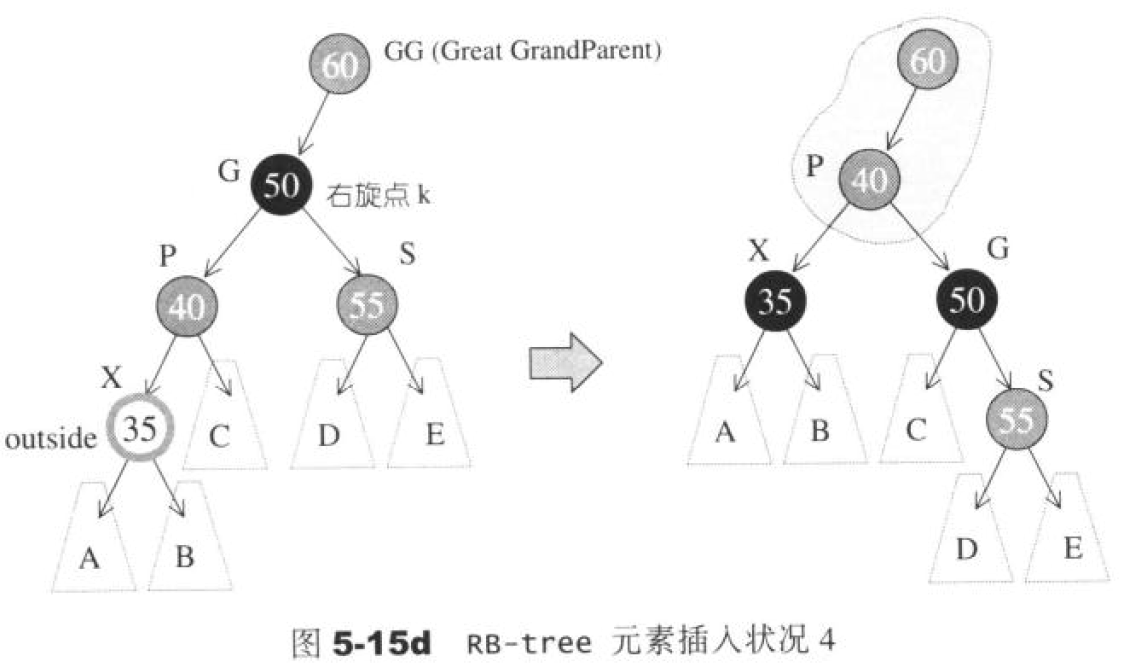 60 GG (Great GrandParent)
G 50 右旋点 k
P 40 S 55
X 35 outside C D E
A B
60
P 40
X 35 G 50
A B C S 55
D E
图 5-15d RB-tree 元素插入状况 4